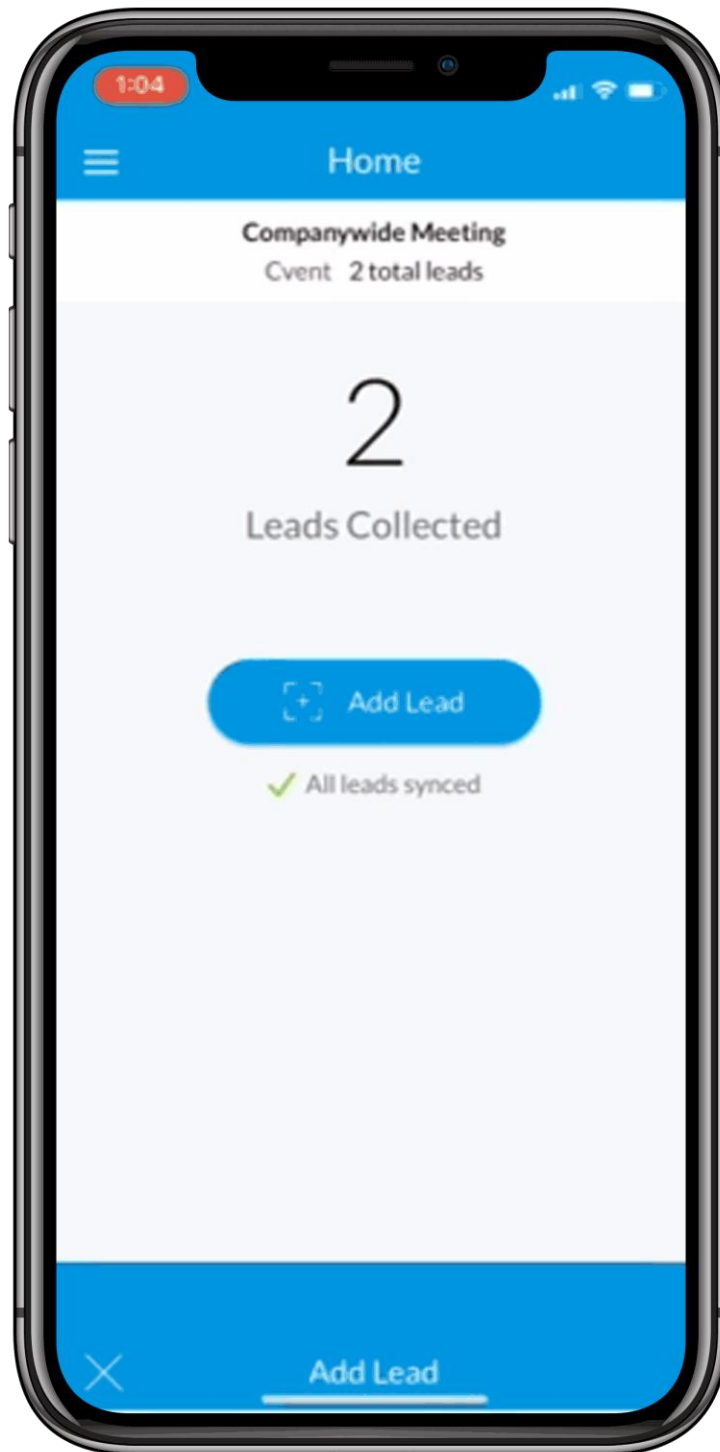 1:04
Home
Companywide Meeting
Cvent 2 total leads
2
Leads Collected
Add Lead
All leads synced
Add Lead